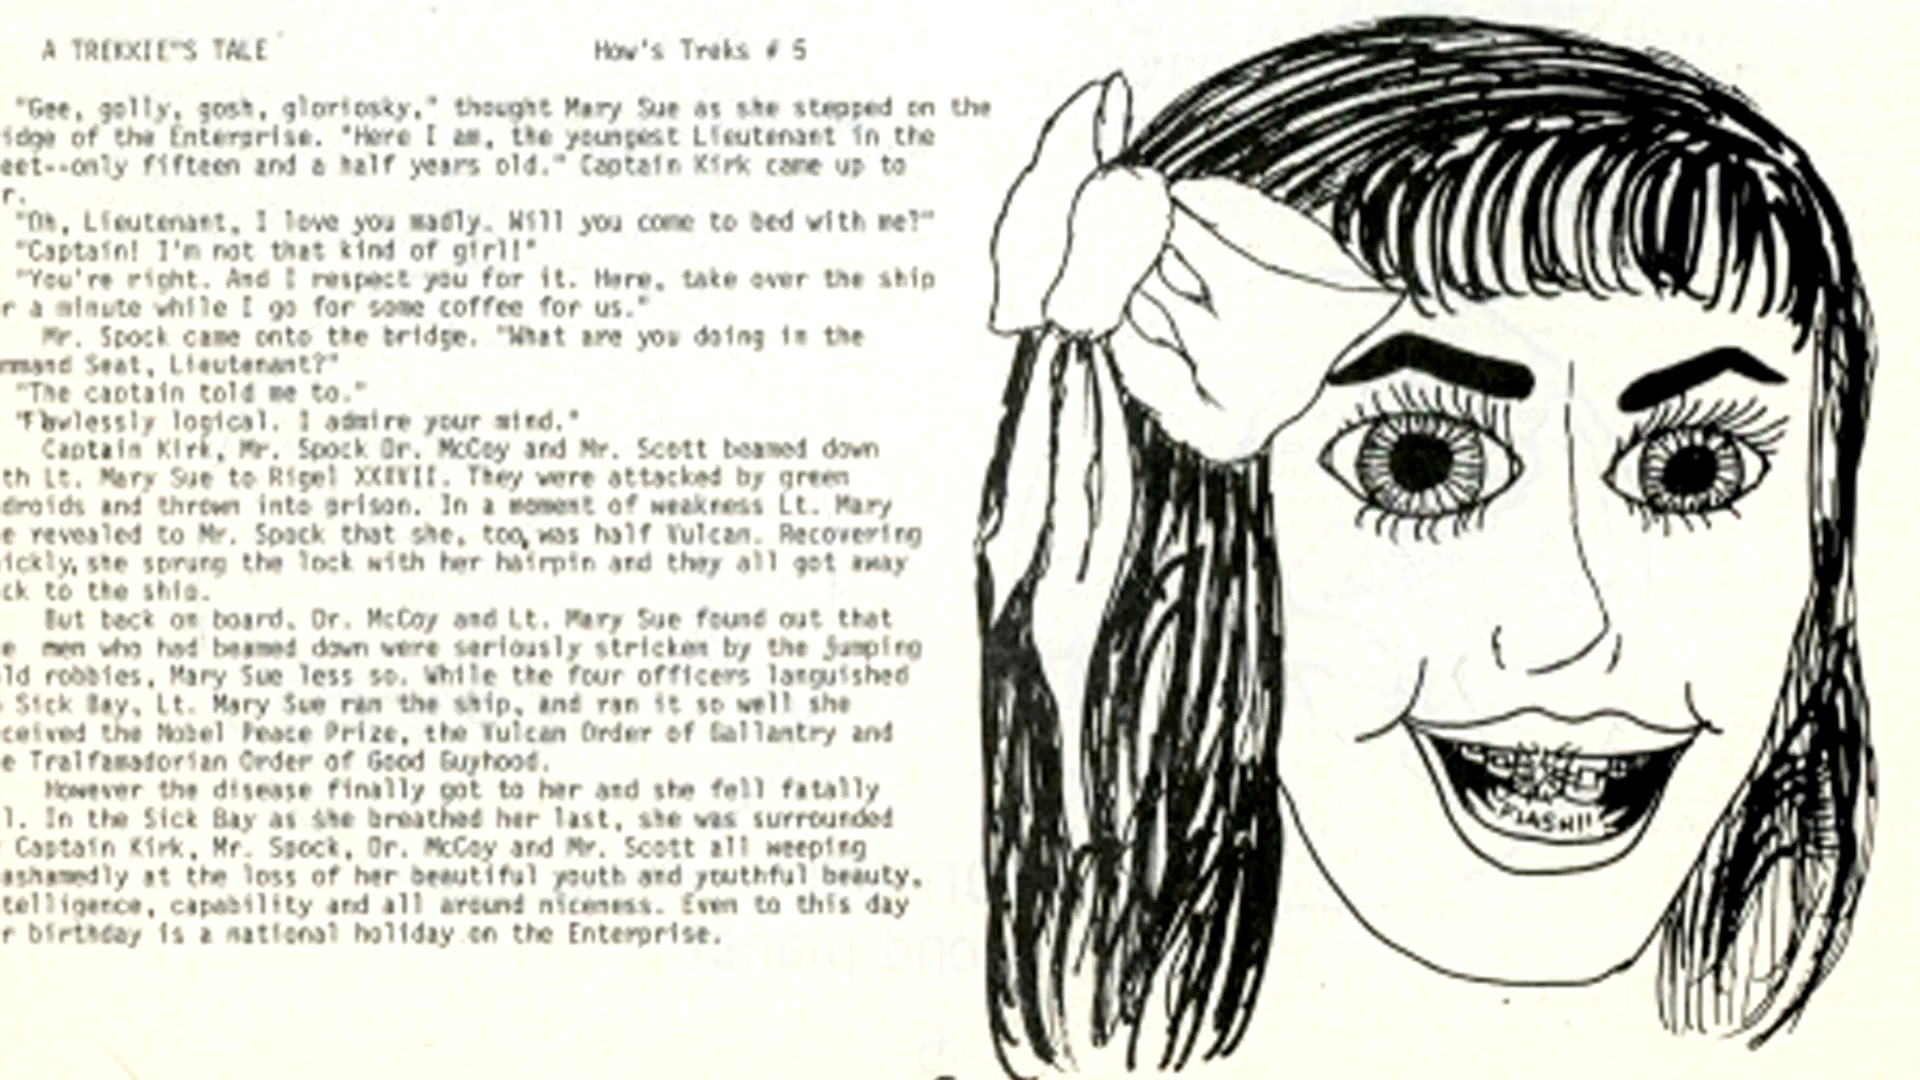 A TREKKIE"S TALE How's Treks # 5
"Gee, golly, gosh, gloriosky," thought Mary Sue as she stepped on the
idge of the Enterprise. "Here I am, the youngest Lieutenant in the
eet--only fifteen and a half years old." Captain Kirk came up to
r.
"Oh, Lieutenant, I love you madly. Will you come to bed with me?"
"Captain! I'm not that kind of girl!"
"You're right. And I respect you for it. Here, take over the ship
r a minute while I go for some coffee for us."
Mr. Spock came onto the bridge. "What are you doing in the
mmand Seat, Lieutenant?"
"The captain told me to."
"Flawlessly logical. I admire your mind."
Captain Kirk, Mr. Spock Dr. McCoy and Mr. Scott beamed down
th Lt. Mary Sue to Rigel XXXVII. They were attacked by green
droids and thrown into prison. In a moment of weakness Lt. Mary
e revealed to Mr. Spock that she, too, was half Vulcan. Recovering
ickly, she sprung the lock with her hairpin and they all got away
ck to the ship.
But back on board, Dr. McCoy and Lt. Mary Sue found out that
e men who had beamed down were seriously stricken by the jumping
ld robbies, Mary Sue less so. While the four officers languished
Sick Bay, Lt. Mary Sue ran the ship, and ran it so well she
ceived the Nobel Peace Prize, the Vulcan Order of Gallantry and
e Tralfamadorian Order of Good Guyhood.
However the disease finally got to her and she fell fatally
l. In the Sick Bay as she breathed her last, she was surrounded
Captain Kirk, Mr. Spock, Dr. McCoy and Mr. Scott all weeping
ashamedly at the loss of her beautiful youth and youthful beauty,
telligence, capability and all around niceness. Even to this day
r birthday is a national holiday on the Enterprise.
FLASH!!